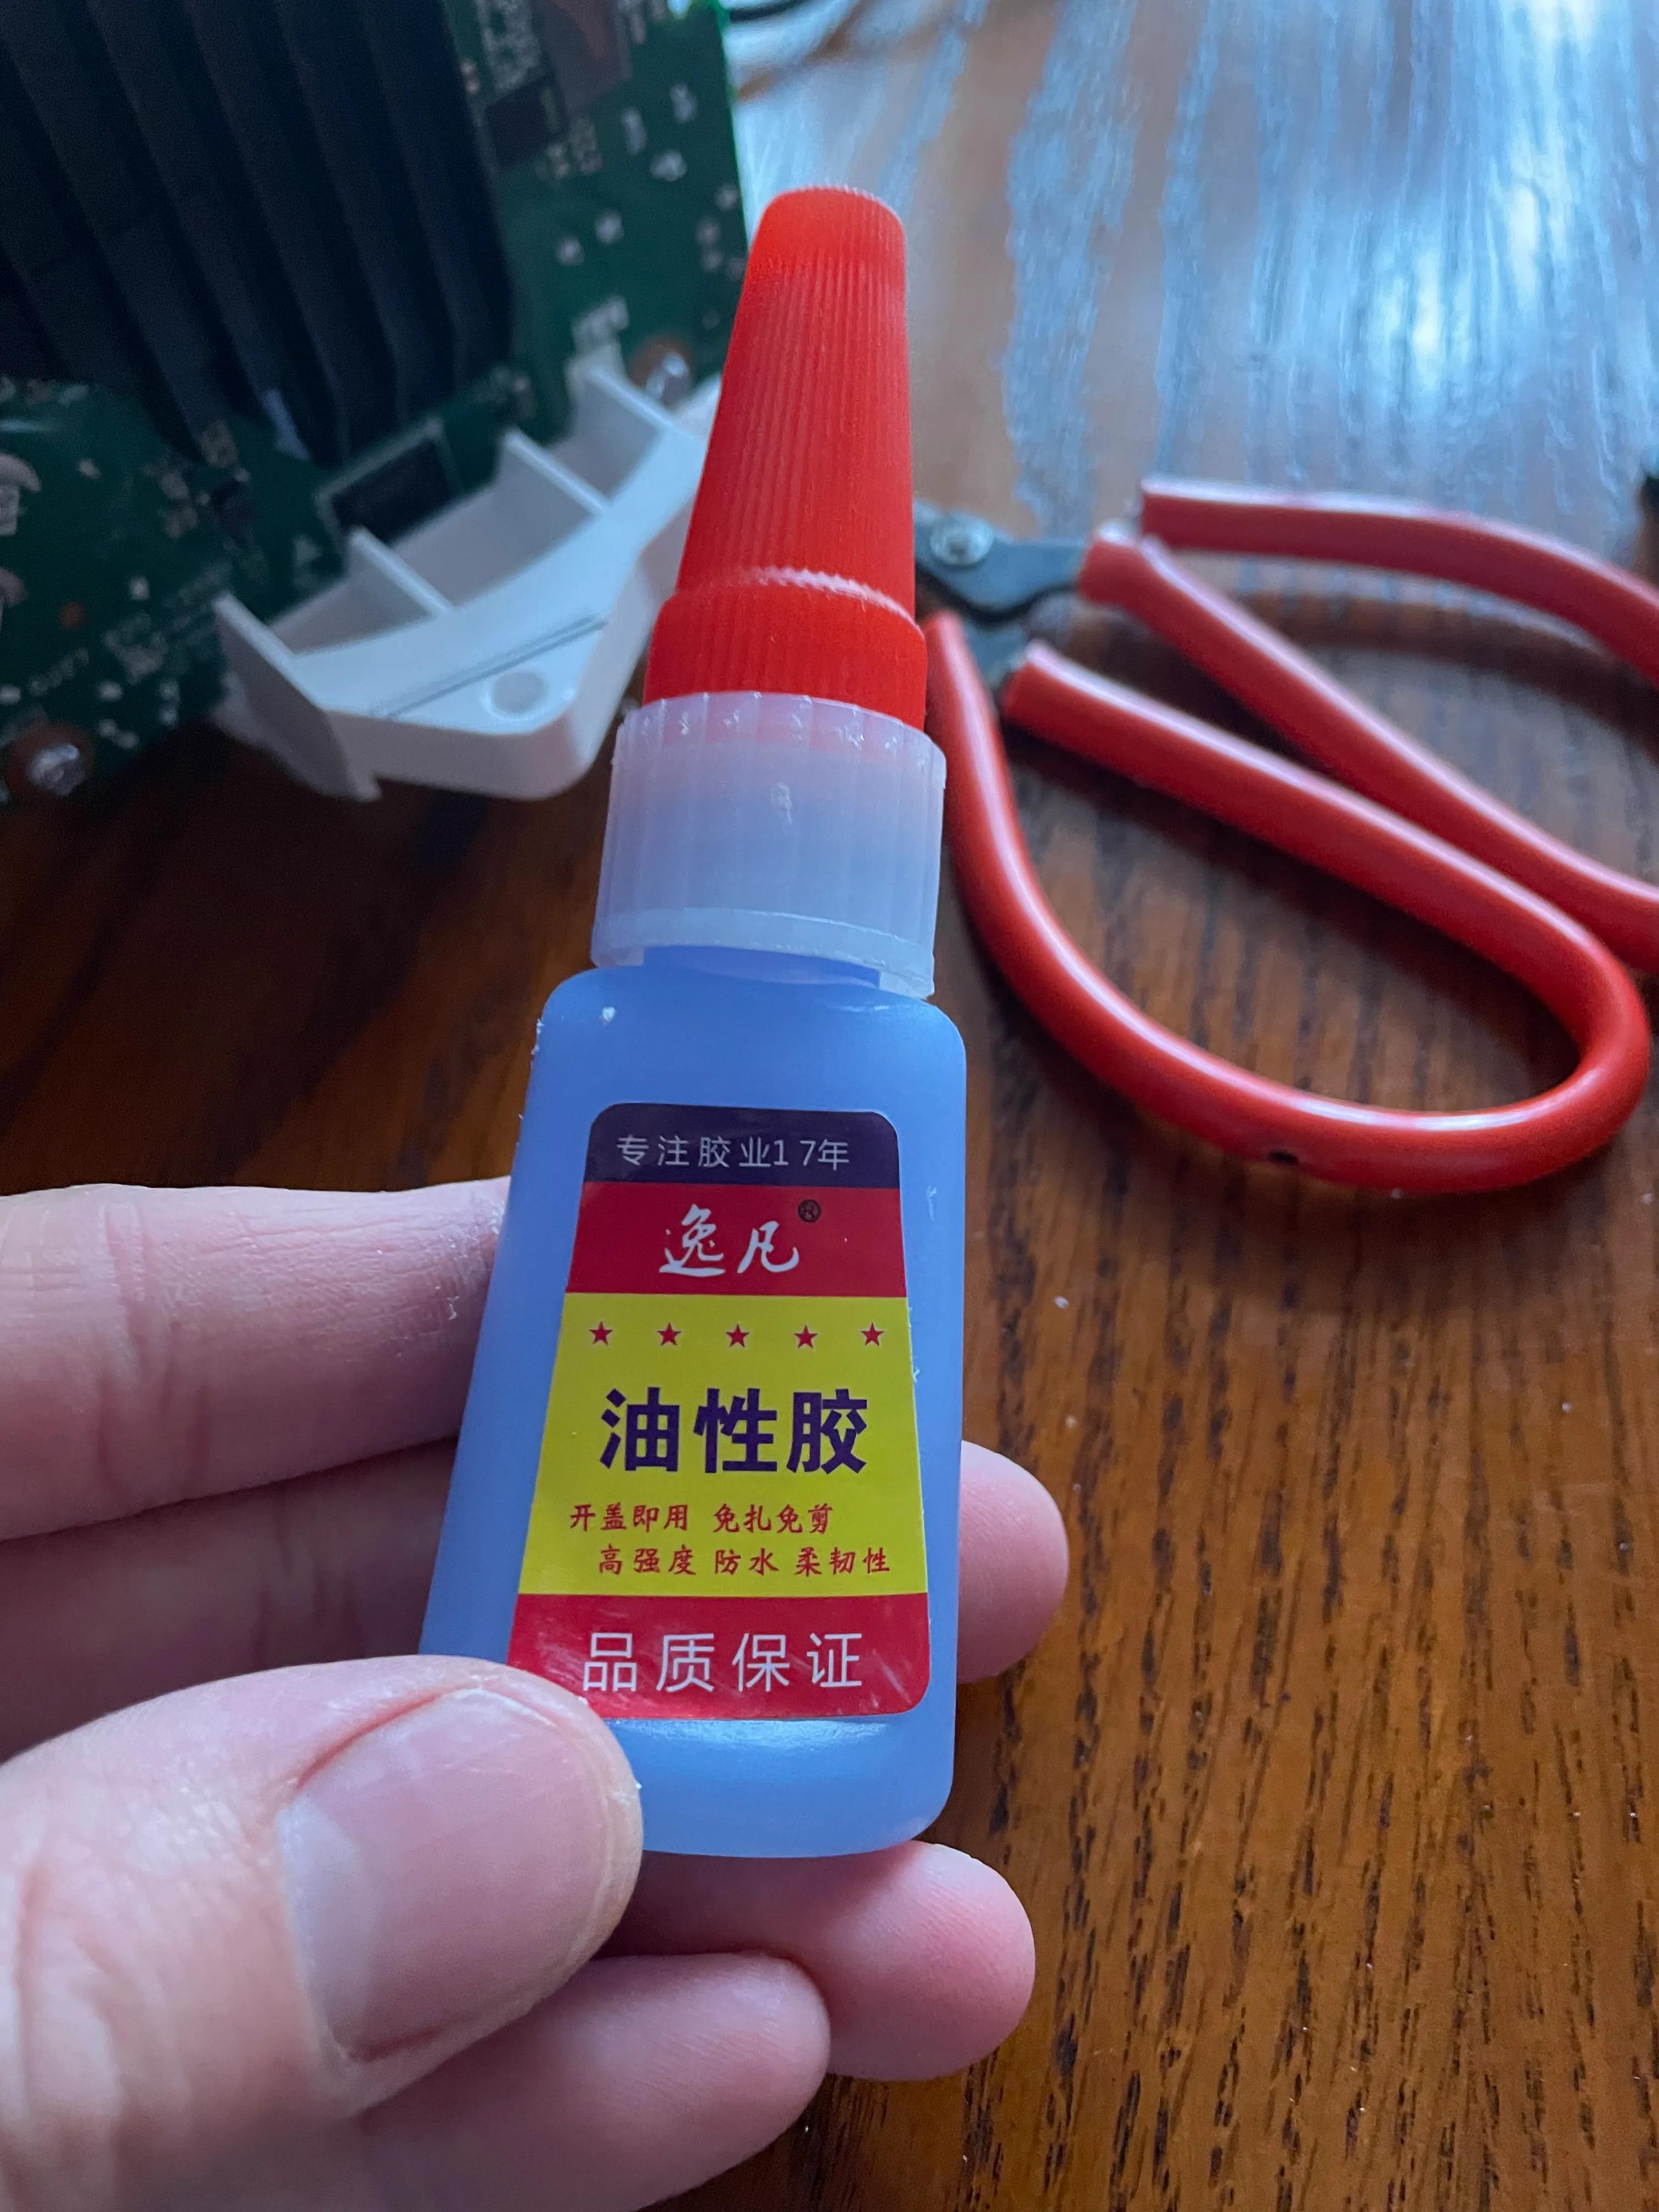 专注胶业17年
逸凡®
油性胶
开盖即用 免扎免剪
高强度 防水 柔韧性
品质保证